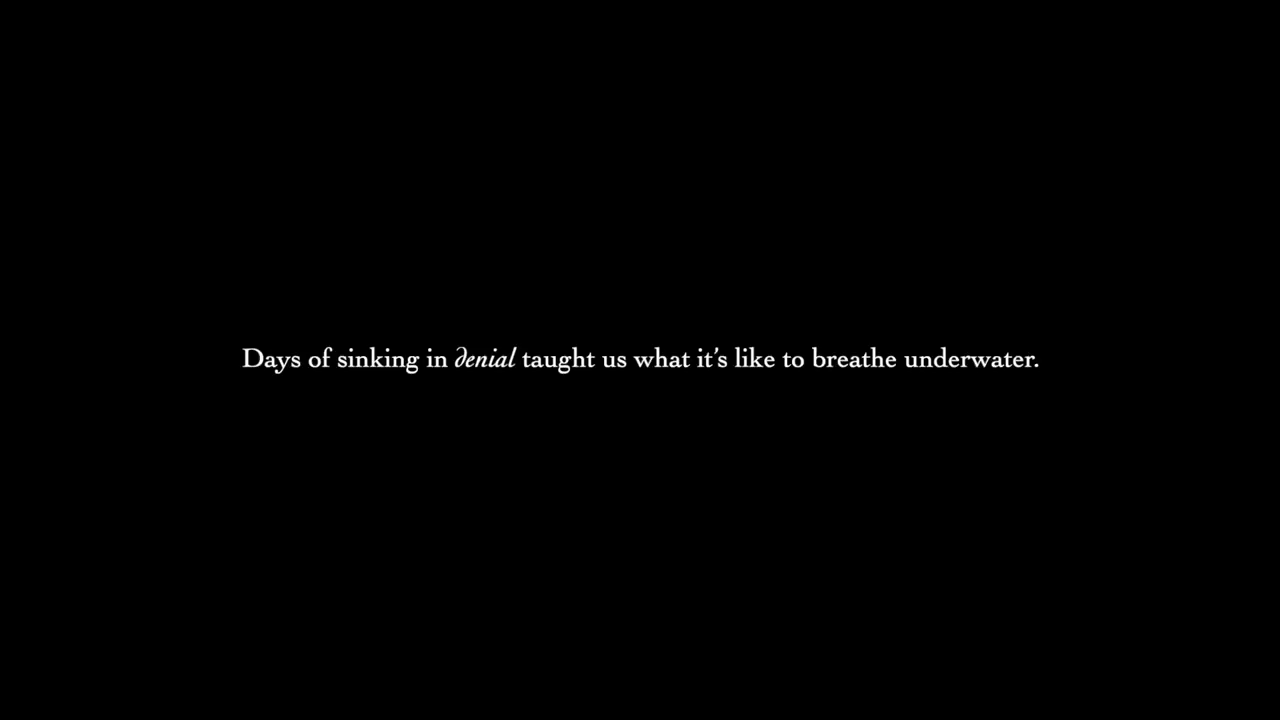 Days of sinking in denial taught us what it's like to breathe underwater.